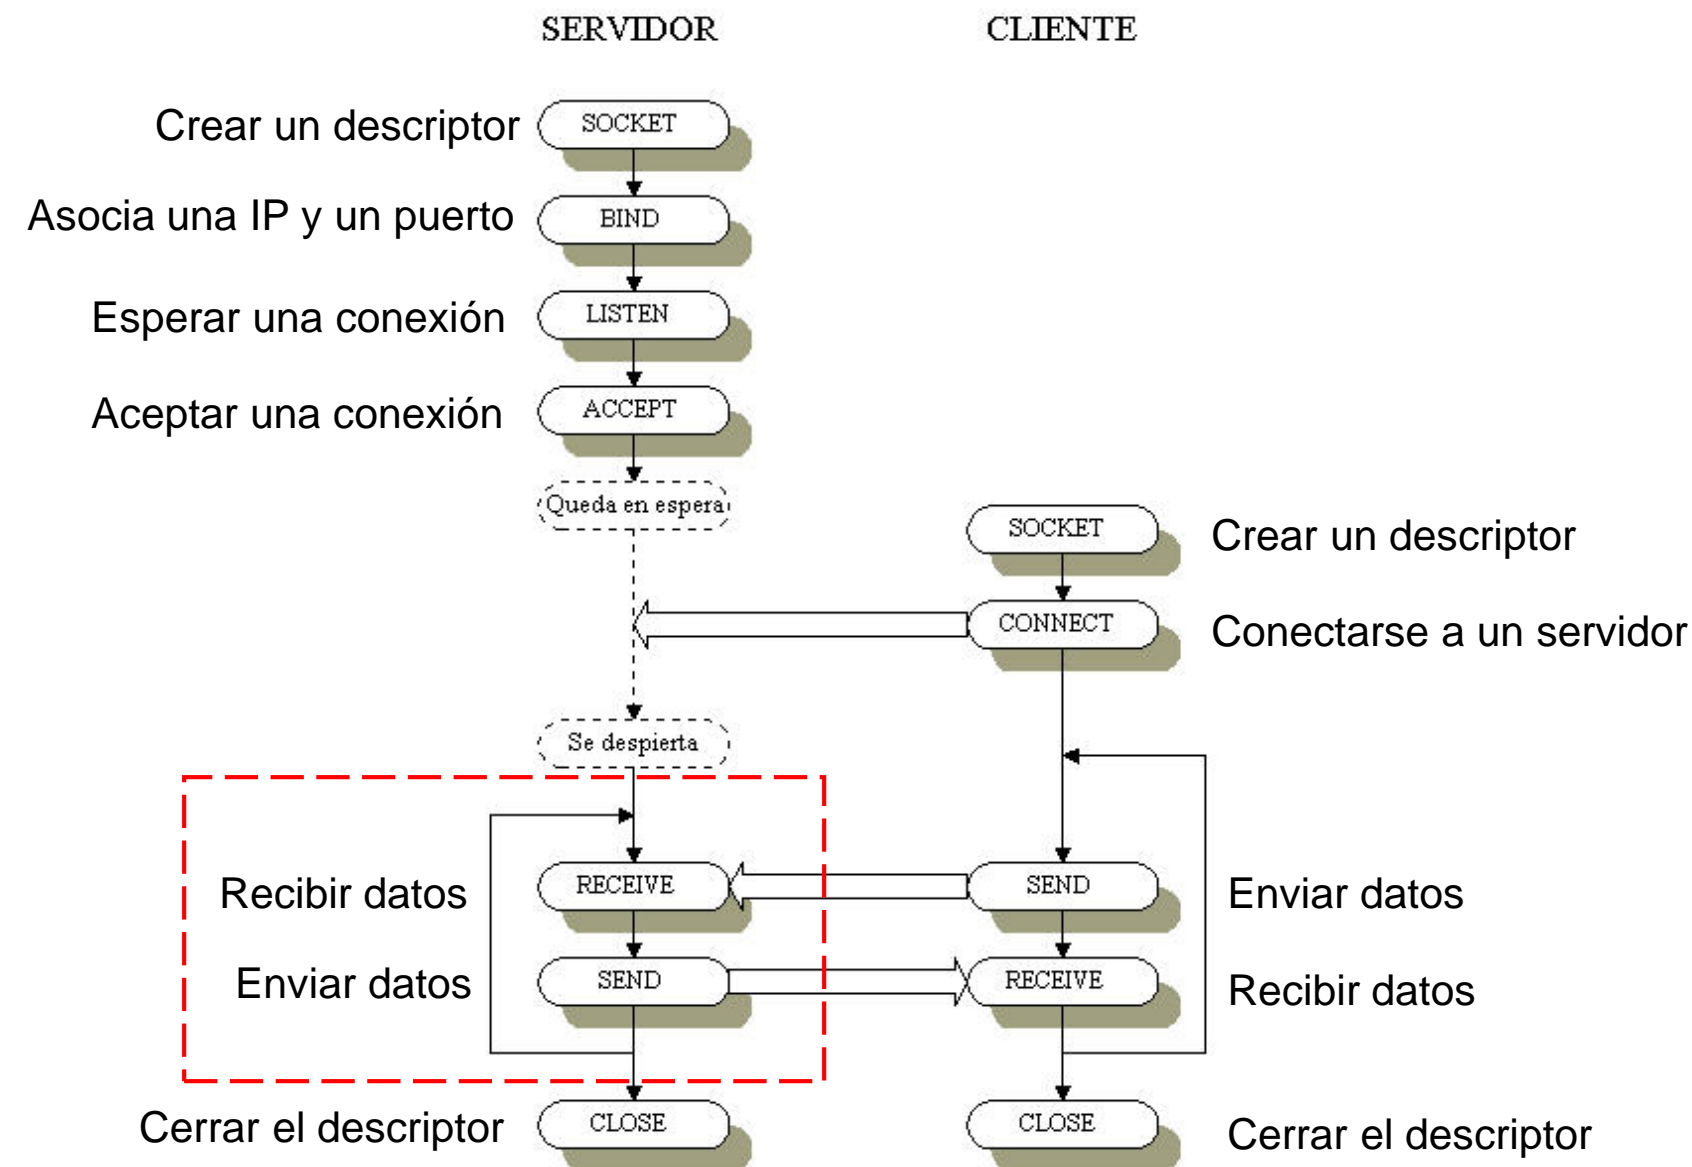 SERVIDOR CLIENTE
Crear un descriptor SOCKET
Asocia una IP y un puerto BIND
Esperar una conexión LISTEN
Aceptar una conexión ACCEPT
Queda en espera
SOCKET Crear un descriptor
CONNECT Conectarse a un servidor
Se despierta
Recibir datos RECEIVE SEND Enviar datos
Enviar datos SEND RECEIVE Recibir datos
Cerrar el descriptor CLOSE CLOSE Cerrar el descriptor